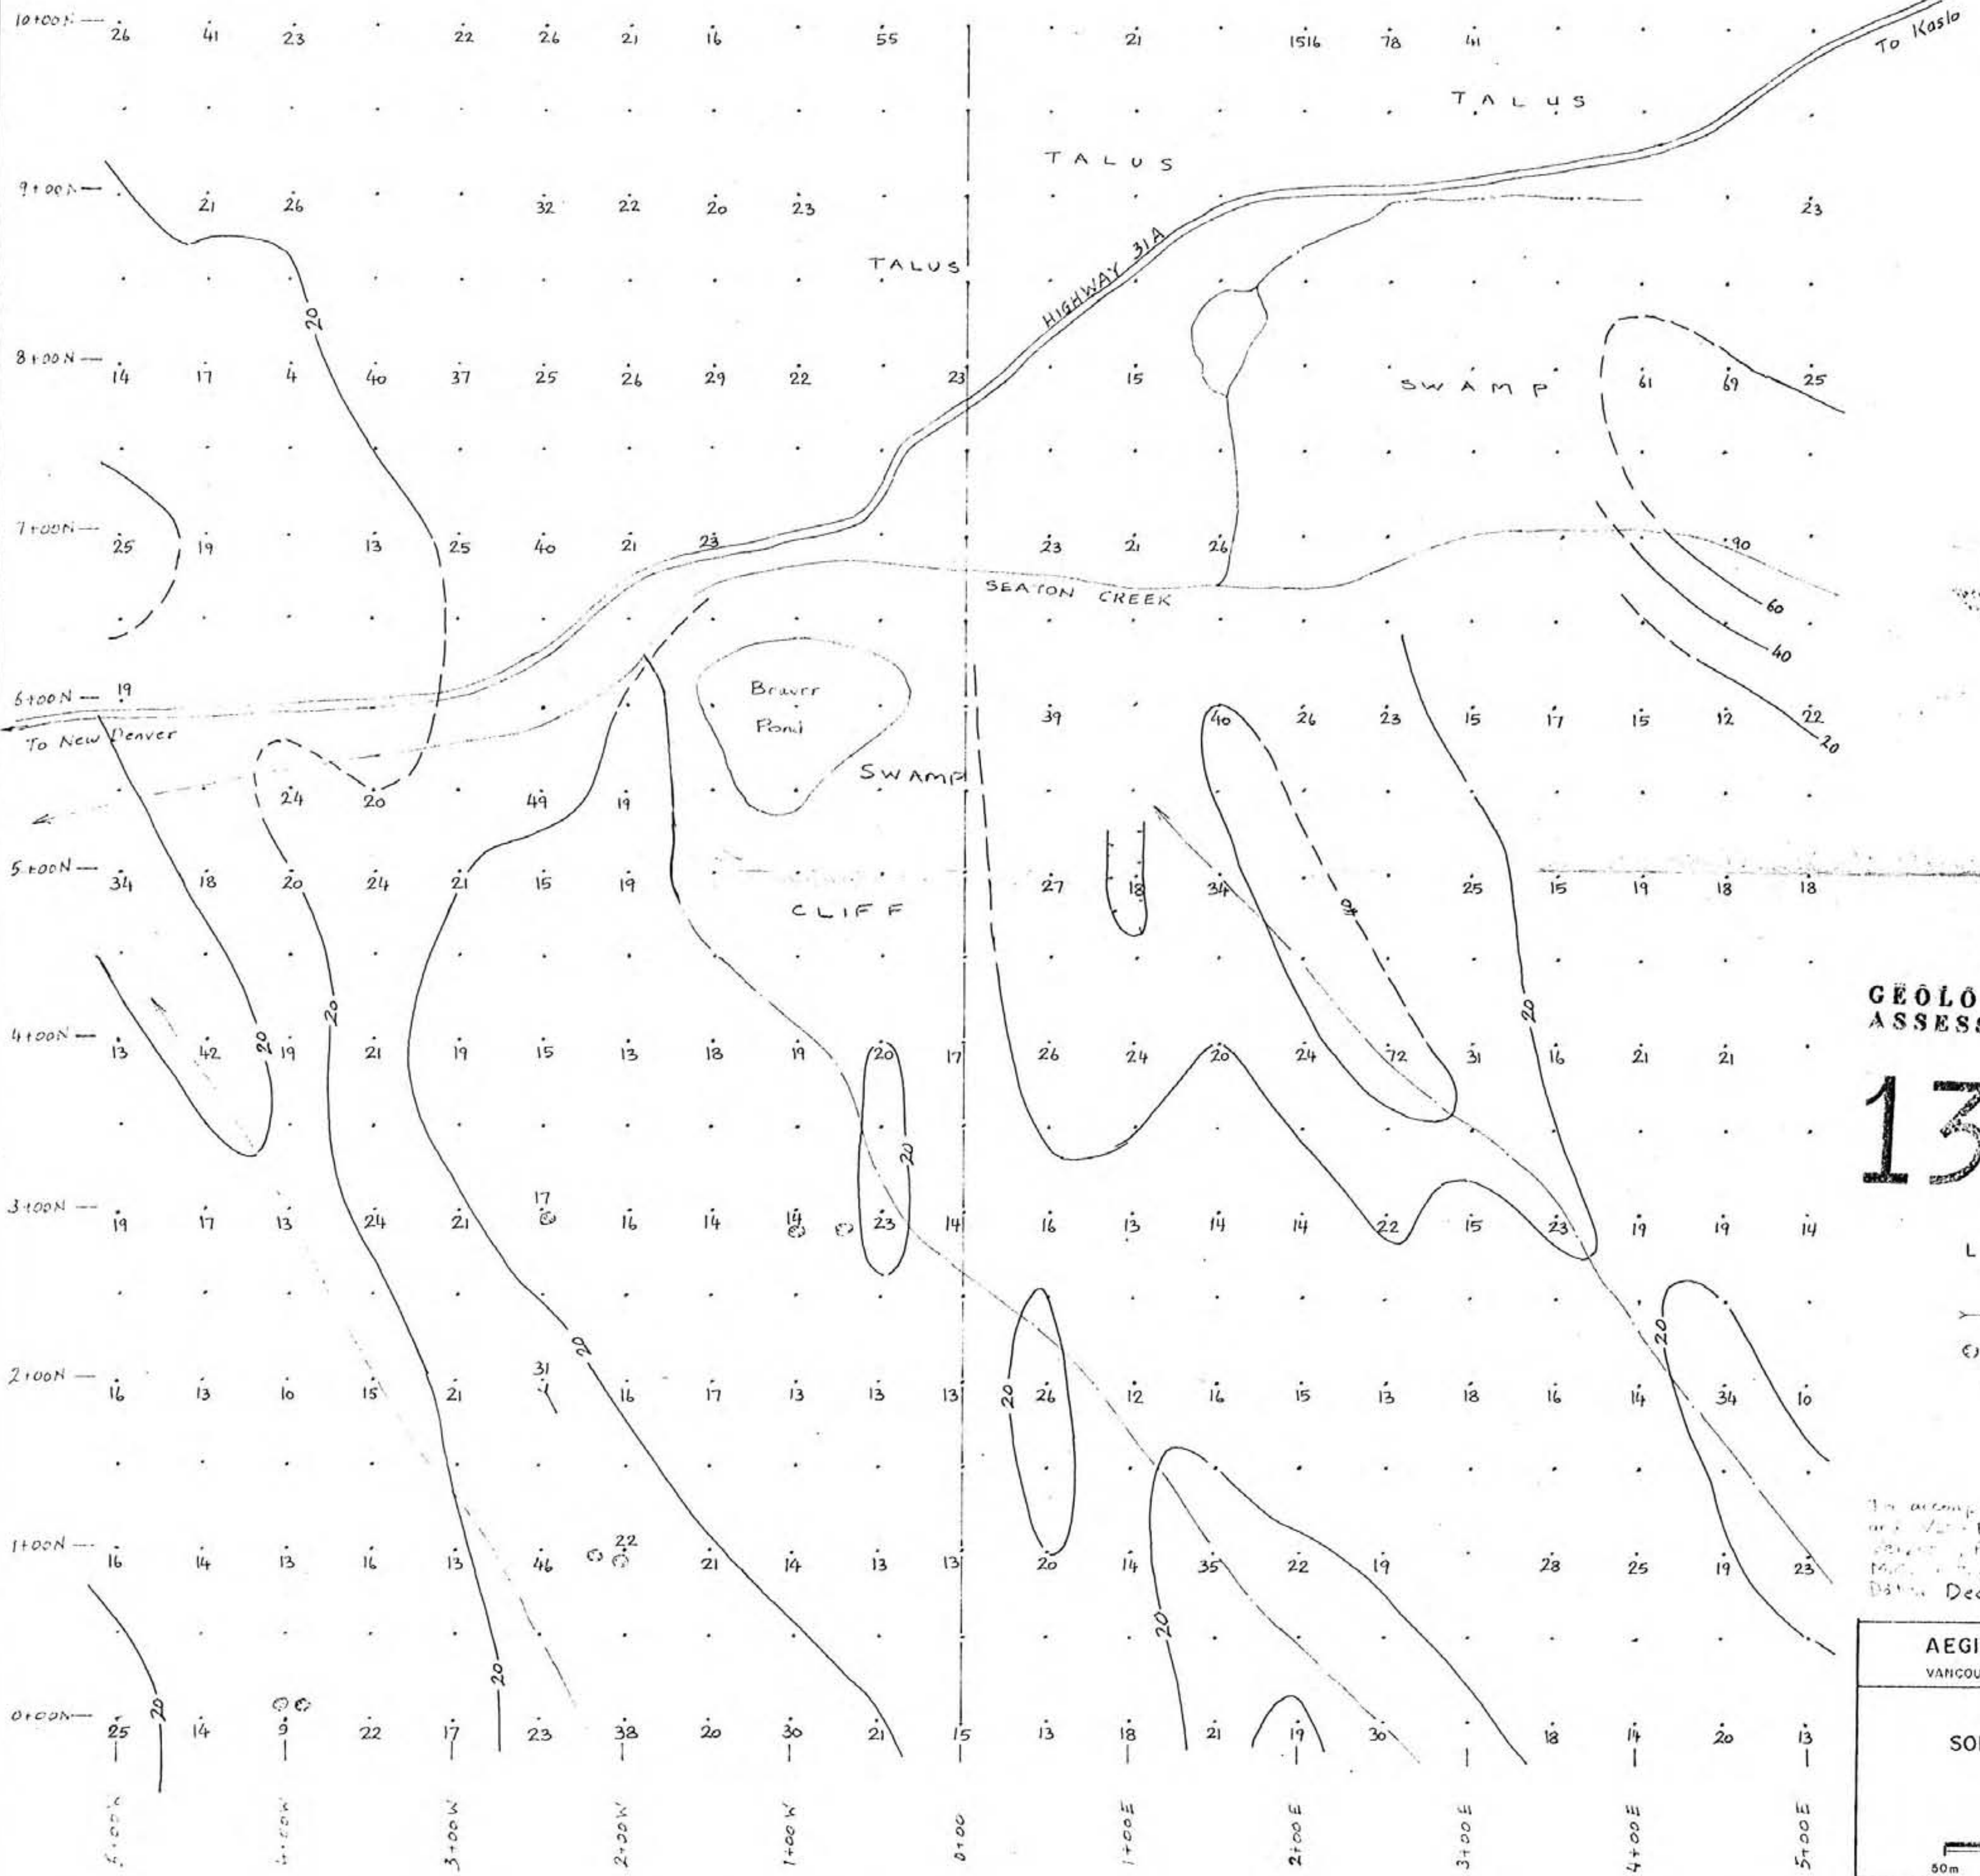 To Kaslo
10+00N 26 41 23 22 26 21 16 55 21 1516 78 41
TALUS
TALUS
9+00N 21 26 32 22 20 23 23
HIGHWAY 31A
TALUS
20
8+00N 14 17 4 40 37 25 26 29 22 23 15 61 69 25
SWAMP
7+00N 25 19 13 25 40 21 23 23 21 26 90
SEATON CREEK
60
40
6+00N 19 39 40 26 23 15 17 15 12 22
Beaver
Pond
To New Denver
20
SWAMP
24 20 49 19
5+00N 34 18 20 24 21 15 19 27 18 34 25 15 19 18 18
CLIFF
40
20 20
GEOLO
ASSESS
20
4+00N 13 42 19 21 19 15 13 18 19 20 17 26 24 20 24 72 31 16 21 21
13
20
17
3+00N 19 17 13 24 21 16 14 14 23 14 16 13 14 14 22 15 23 19 19 14
L
20 20
31
2+00N 16 13 10 15 21 16 17 13 13 13 26 12 16 15 13 18 16 14 34 10
20
22
1+00N 16 14 13 16 13 46 21 14 13 13 20 14 35 22 19 28 25 19 23
Dec
20
AEGI
VANCOU
20 20
0+00N 25 14 9 22 17 23 38 20 30 21 15 13 18 21 19 30 18 14 20 13
SOI
5+00W 4+00W 3+00W 2+00W 1+00W 0+00 1+00E 2+00E 3+00E 4+00E 5+00E
50m